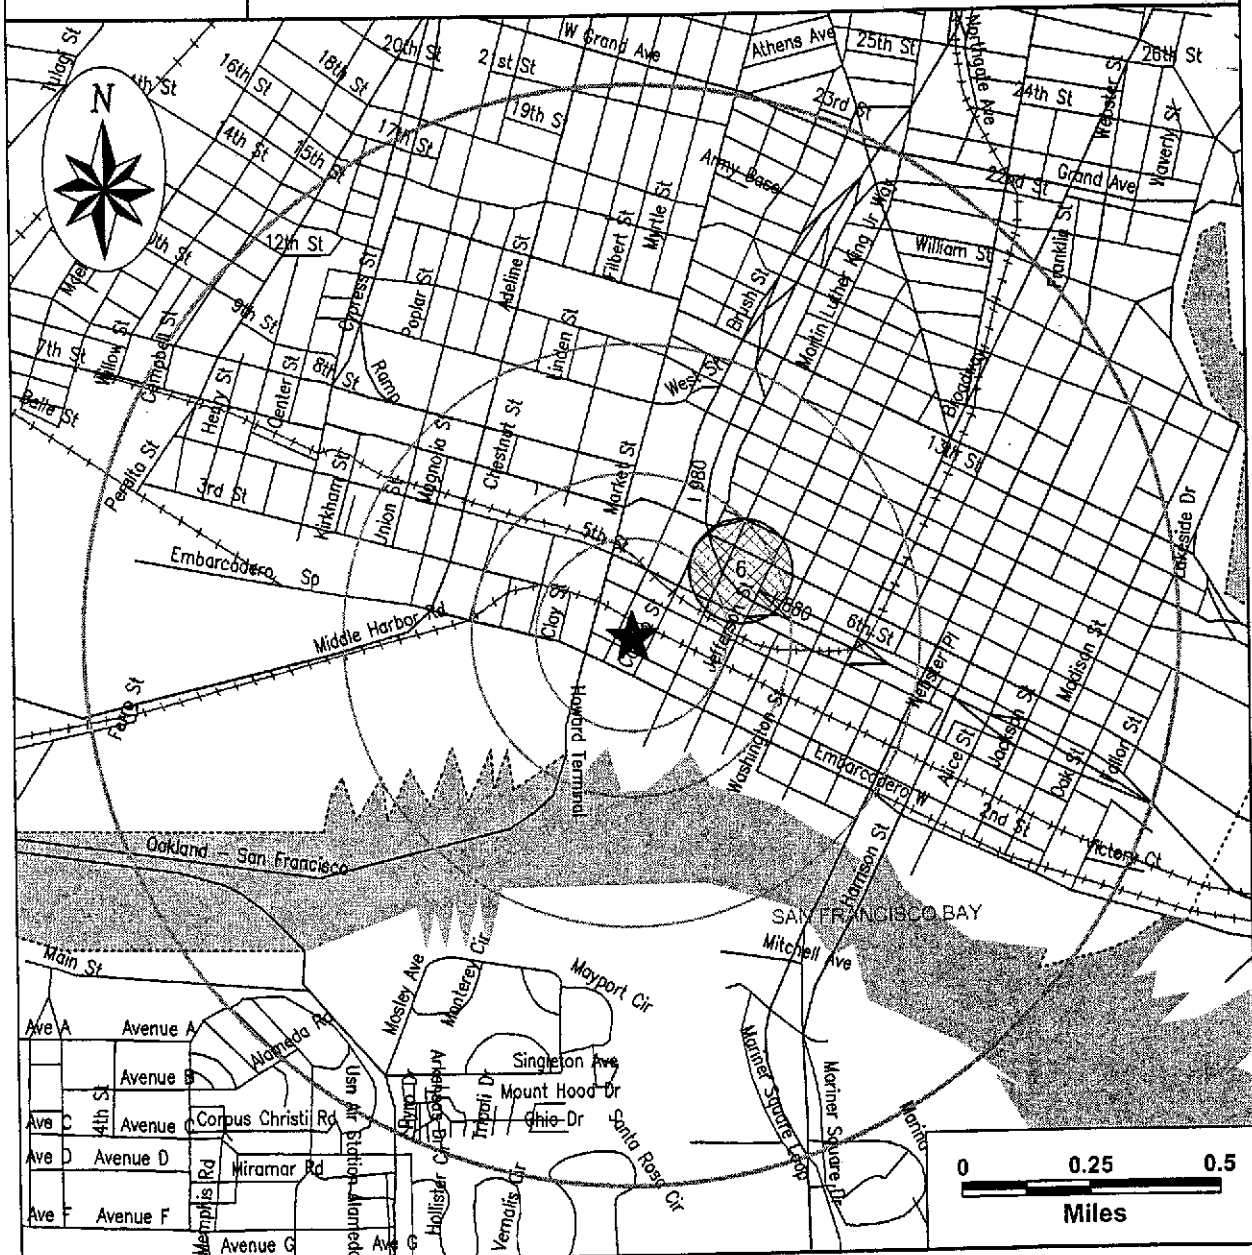 Tulagi St
16th St
18th St
20th St
21st St
W Grand Ave
Athens Ave
25th St
Northgate Ave
26th St
N
19th St
23rd St
24th St
Webster St
Waverly St
14th St
15th St
17th St
Army Base
22nd St
Grand Ave
Myrtle St
Filbert St
Martin Luther King Jr Way
William St
Franklin St
12th St
Cypress St
Poplar St
Adeline St
Brush St
9th St
7th St
Willow St
Campbell St
Henry St
Center St
8th St
Ramp
Linden St
West St
Broadway
13th St
Peralta St
3rd St
Kirkham St
Union St
Magnolia St
Chestnut St
Market St
I 980
5th St
Lakeside Dr
Embarcadero
Sp
6
I 880
6th St
Middle Harbor Rd
Clay St
Jefferson St
Webster Pl
Madison St
Ferro St
Howard Terminal
Washington St
Embarcadero W
Alice St
Jackson St
Oak St
Fallon St
2nd St
Victory Ct
Oakland - San Francisco
Harrison St
SAN FRANCISCO BAY
Main St
Mosley Ave
Monterey Cir
Mayport Cir
Mitchell Ave
Ave A
Avenue A
Alameda Rd
Singleton Ave
Mount Hood Dr
Avenue B
4th St
Ave C
Avenue C
Corpus Christi Rd
Usn Air Station-Alameda
Tripoli Dr
Ohio Dr
Santa Rosa Cir
Mariner Square Loop
Mariner Square Dr
Marina
Ave D
Avenue D
Memphis Rd
Miramar Rd
Hollister Cir
Vernalis Cir
Ave F
Avenue F
Avenue G
Ave G
0 0.25 0.5
Miles